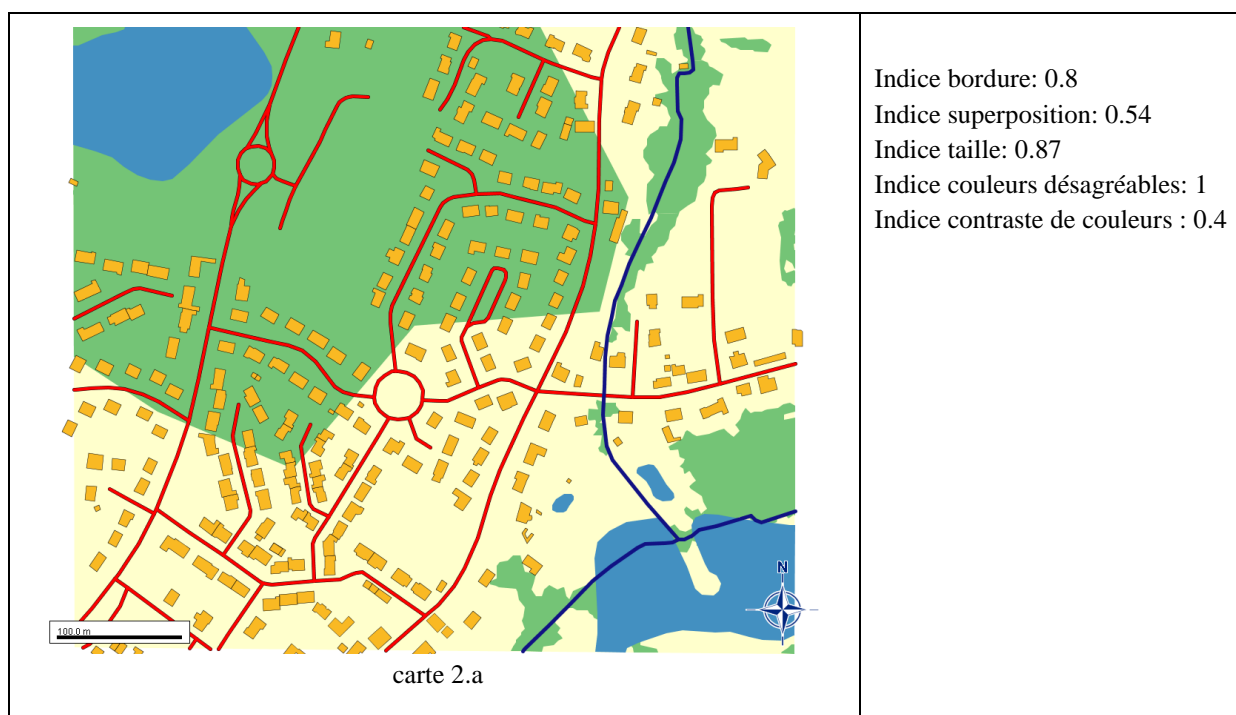 Indice bordure: 0.8
Indice superposition: 0.54
Indice taille: 0.87
Indice couleurs désagréables: 1
Indice contraste de couleurs : 0.4
N
100.0 m
carte 2.a